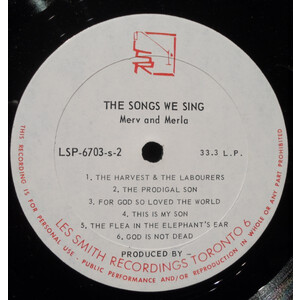 LSR
THE SONGS WE SING
Merv and Merla
LSP-6703-s-2
33.3 L.P.
1, THE HARVEST & THE LABOURERS
2, THE PRODIGAL SON
3, FOR GOD SO LOVED THE WORLD
4, THIS IS MY SON
5, THE FLEA IN THE ELEPHANT'S EAR
6, GOD IS NOT DEAD
PRODUCED BY -
LES SMITH RECORDINGS TORONTO 6
THIS RECORDING IS FOR PERSONAL USE - PUBLIC PERFORMANCE AND/OR REPRODUCTION IN WHOLE OR ANY PART PROHIBITED